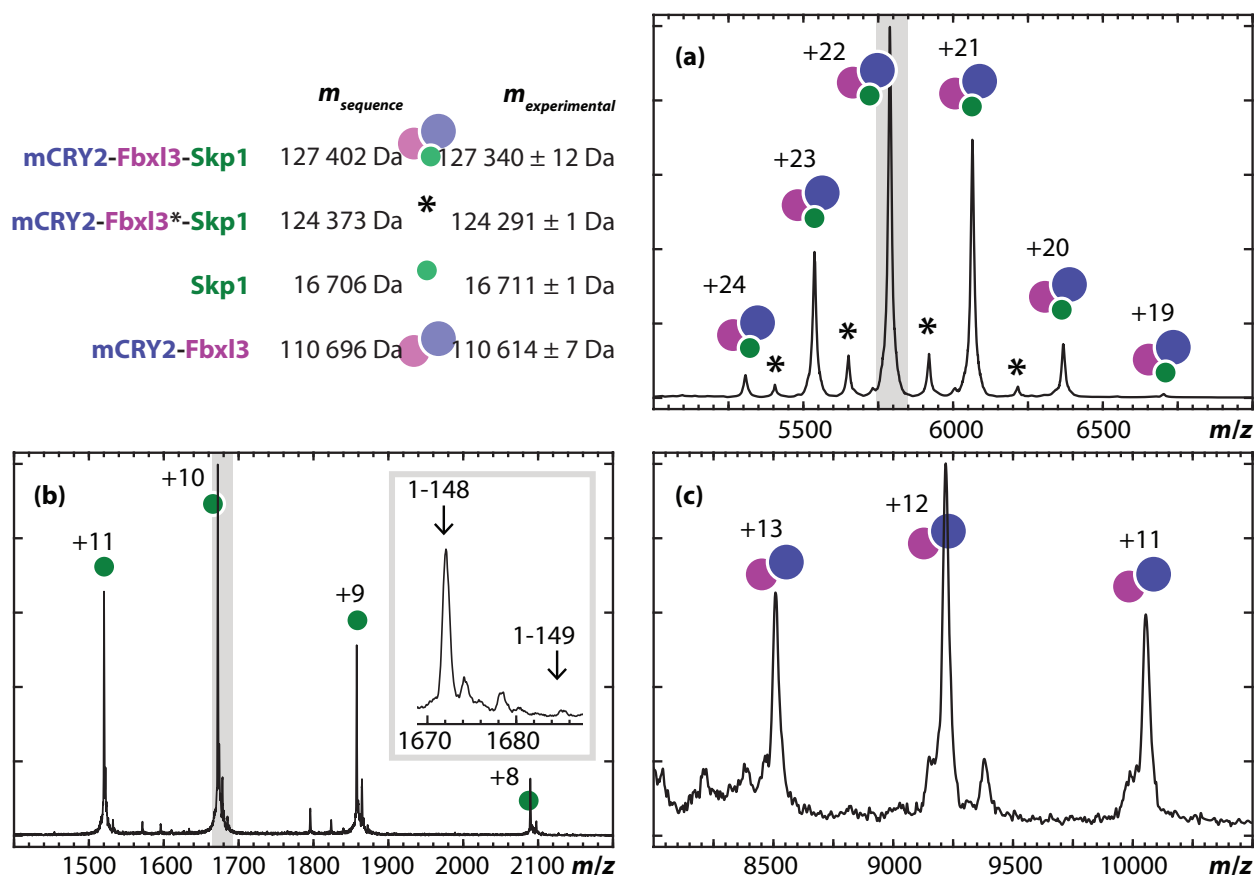 m_sequence m_experimental
mCRY2-Fbxl3-Skp1 127 402 Da 127 340 ± 12 Da
mCRY2-Fbxl3*-Skp1 124 373 Da * 124 291 ± 1 Da
Skp1 16 706 Da 16 711 ± 1 Da
mCRY2-Fbxl3 110 696 Da 110 614 ± 7 Da
(a)
+22 +21
+23
+24 +20
+19
* * * *
5500 6000 6500 m/z
(b)
+10
+11
+9
+8
1-148
1-149
1670 1680
1500 1600 1700 1800 1900 2000 2100 m/z
(c)
+12
+13 +11
8500 9000 9500 10000 m/z